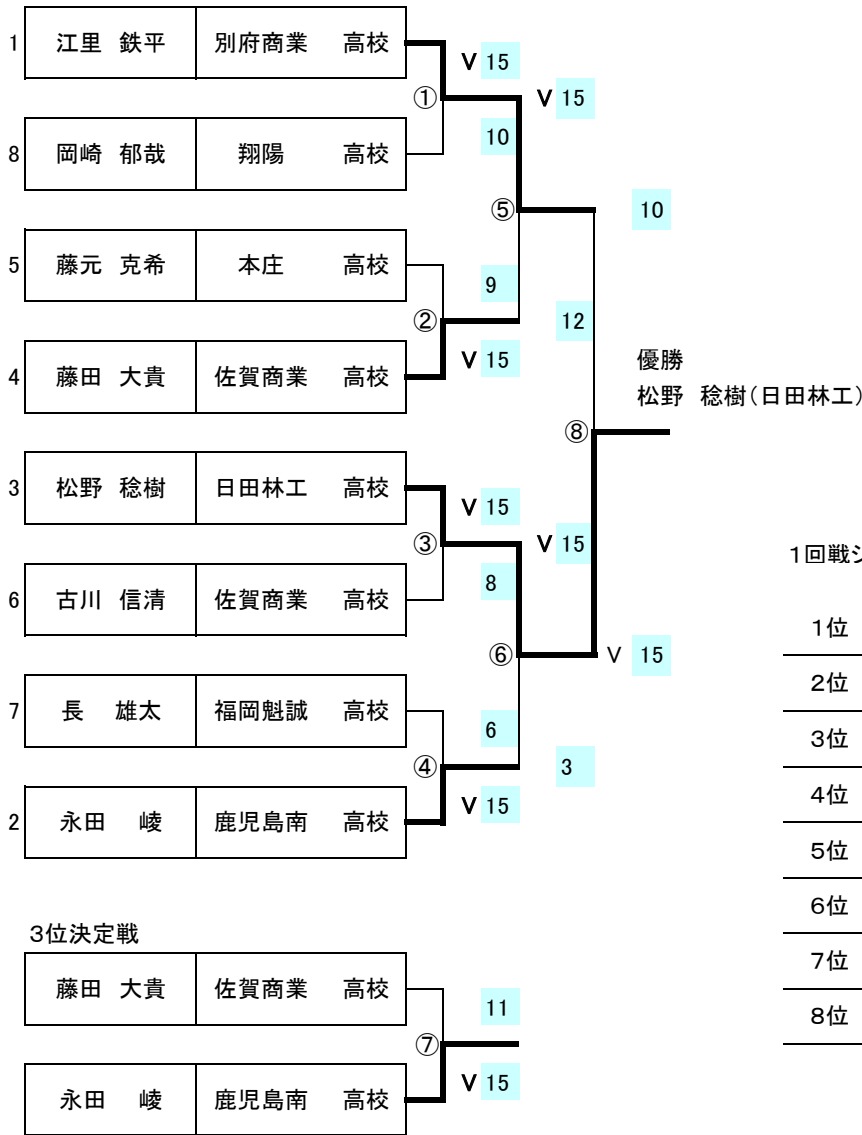 1 江里 鉄平 別府商業 高校
V 15
① V 15
10
8 岡崎 郁哉 翔陽 高校
⑤ 10
5 藤元 克希 本庄 高校
9
② 12
V 15
4 藤田 大貴 佐賀商業 高校
優勝
松野 稔樹(日田林工)
⑧
3 松野 稔樹 日田林工 高校
V 15
③ V 15
8
6 古川 信清 佐賀商業 高校
⑥ V 15
7 長 雄太 福岡魁誠 高校
6
④ 3
V 15
2 永田 崚 鹿児島南 高校
3位決定戦
藤田 大貴 佐賀商業 高校
11
⑦
V 15
永田 崚 鹿児島南 高校
1回戦シ
1位
2位
3位
4位
5位
6位
7位
8位